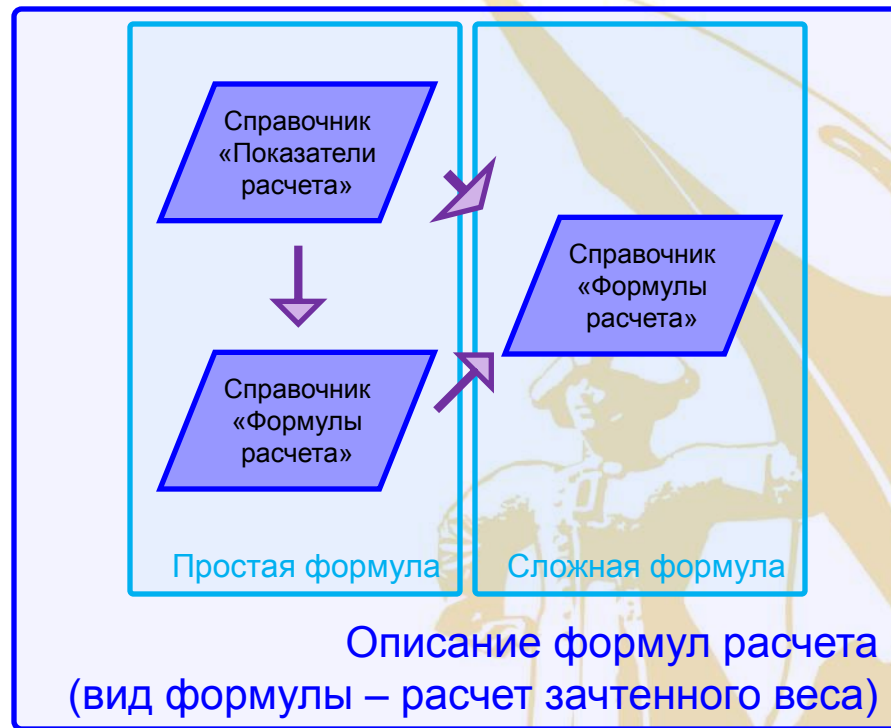 Справочник
«Показатели
расчета»
Справочник
«Формулы
расчета»
Справочник
«Формулы
расчета»
Простая формула
Сложная формула
Описание формул расчета
(вид формулы – расчет зачтенного веса)